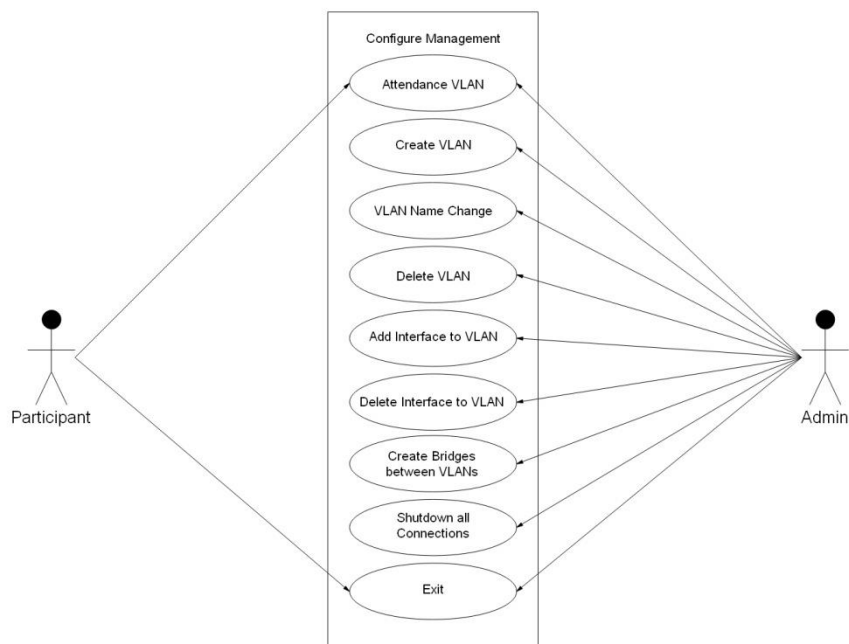 Configure Management
Attendance VLAN
Create VLAN
VLAN Name Change
Delete VLAN
Add Interface to VLAN
Participant
Admin
Delete Interface to VLAN
Create Bridges
between VLANs
Shutdown all
Connections
Exit